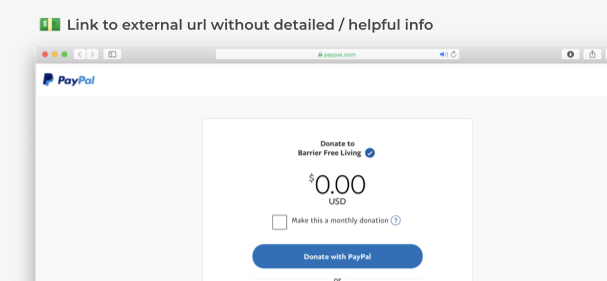 💵 Link to external url without detailed / helpful info
paypal.com
PayPal
Donate to
Barrier Free Living
$0.00
USD
Make this a monthly donation ?
Donate with PayPal
or